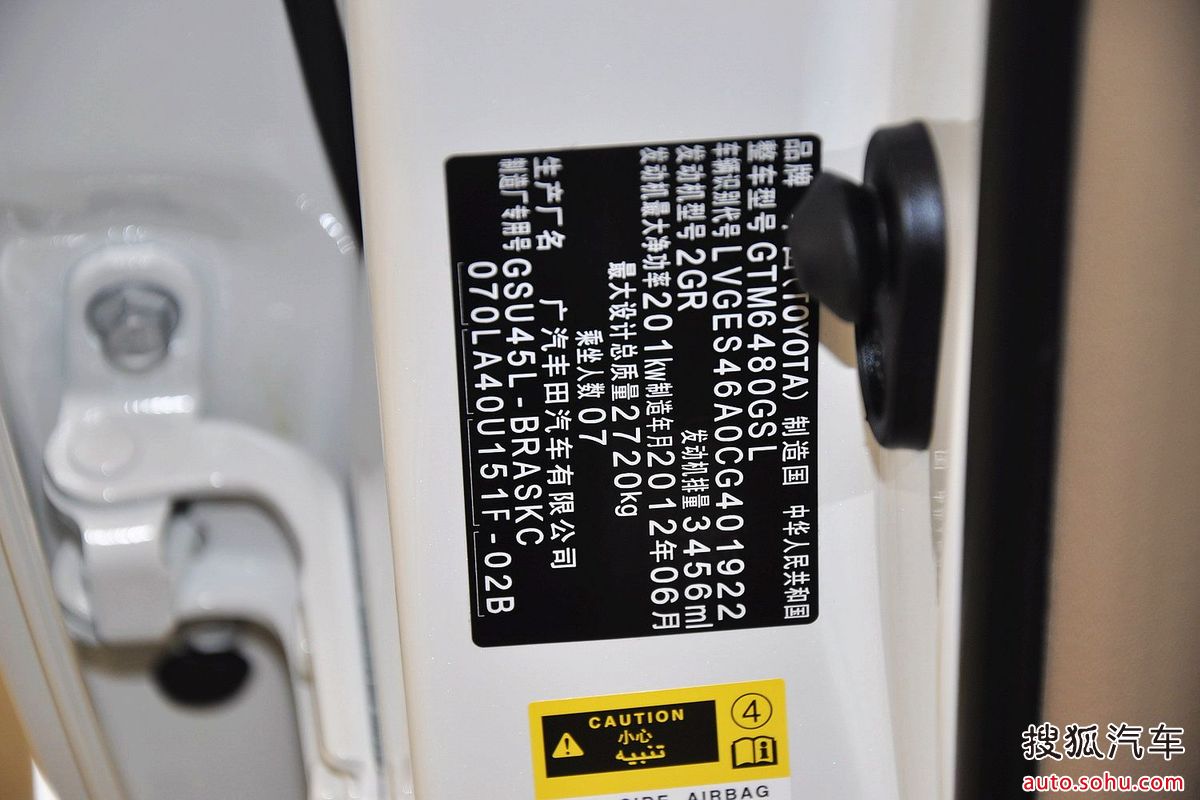 品牌 田(TOYOTA) 制造国 中华人民共和国
整车型号 GTM6480GSL
车辆识别代号 LVGES46A0CG401922
发动机型号 2GR 发动机排量 3456ml
发动机最大净功率 201kw 制造年月 2012年06月
最大设计总质量 2720kg
乘坐人数 07
生产厂名 广汽丰田汽车有限公司
制造厂专用号 GSU45L-BRASKC
070LA40U151F-02B
CAUTION
小心
تنبيه
4
SIDE AIRBAG
搜狐汽车
auto.sohu.com